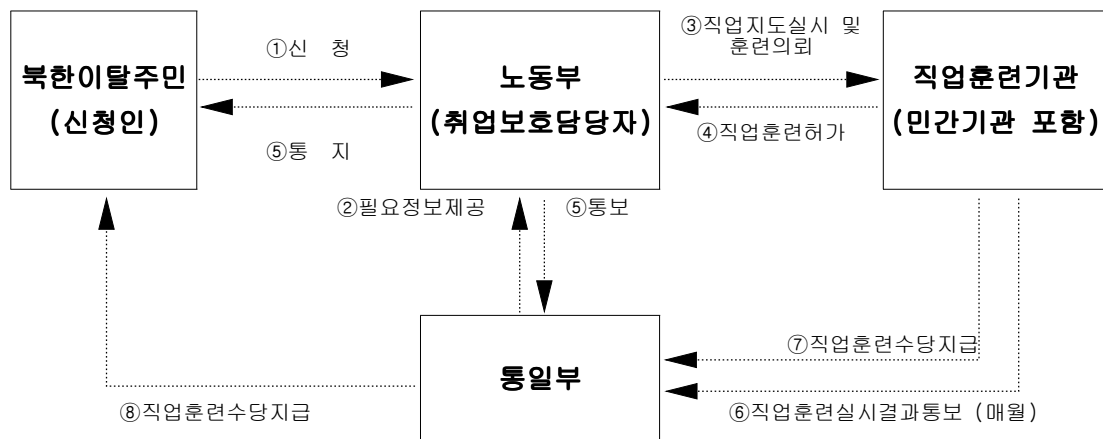 북한이탈주민
(신청인)
①신 청
⑤통 지
노동부
(취업보호담당자)
③직업지도실시 및
훈련의뢰
④직업훈련허가
직업훈련기관
(민간기관 포함)
②필요정보제공
⑤통보
통일부
⑦직업훈련수당지급
⑧직업훈련수당지급
⑥직업훈련실시결과통보 (매월)